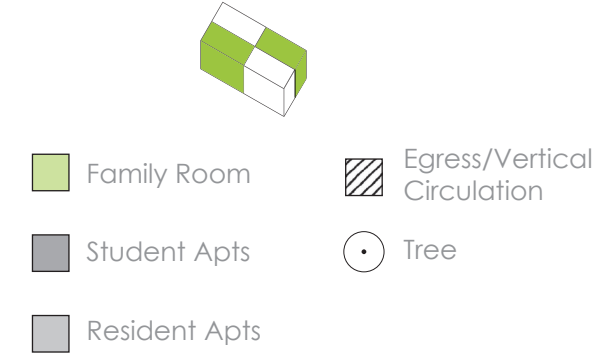 Family Room
Student Apts
Resident Apts
Egress/Vertical
Circulation
Tree